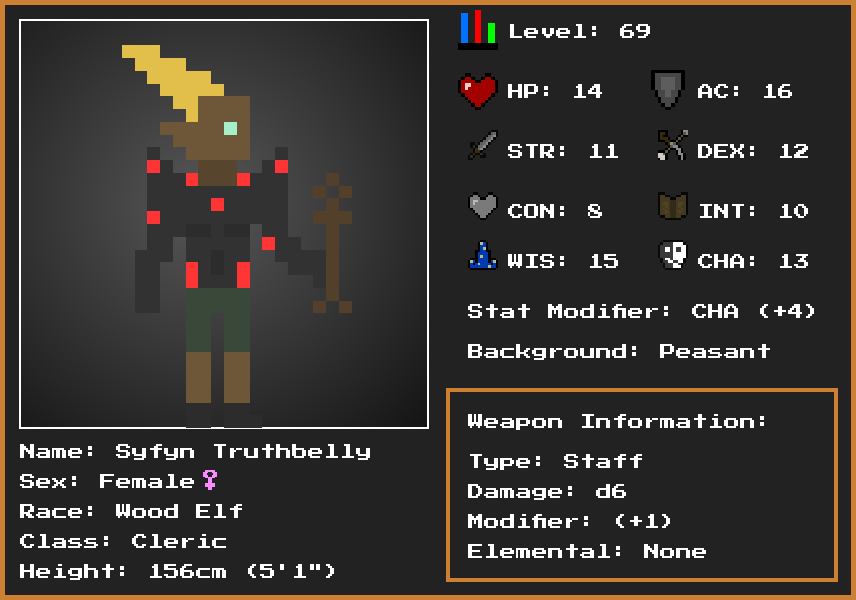 Level: 69
HP: 14 AC: 16
STR: 11 DEX: 12
CON: 8 INT: 10
WIS: 15 CHA: 13
Stat Modifier: CHA (+4)
Background: Peasant
Weapon Information:
Type: Staff
Damage: d6
Modifier: (+1)
Elemental: None
Name: Syfyn Truthbelly
Sex: Female♀
Race: Wood Elf
Class: Cleric
Height: 156cm (5'1")